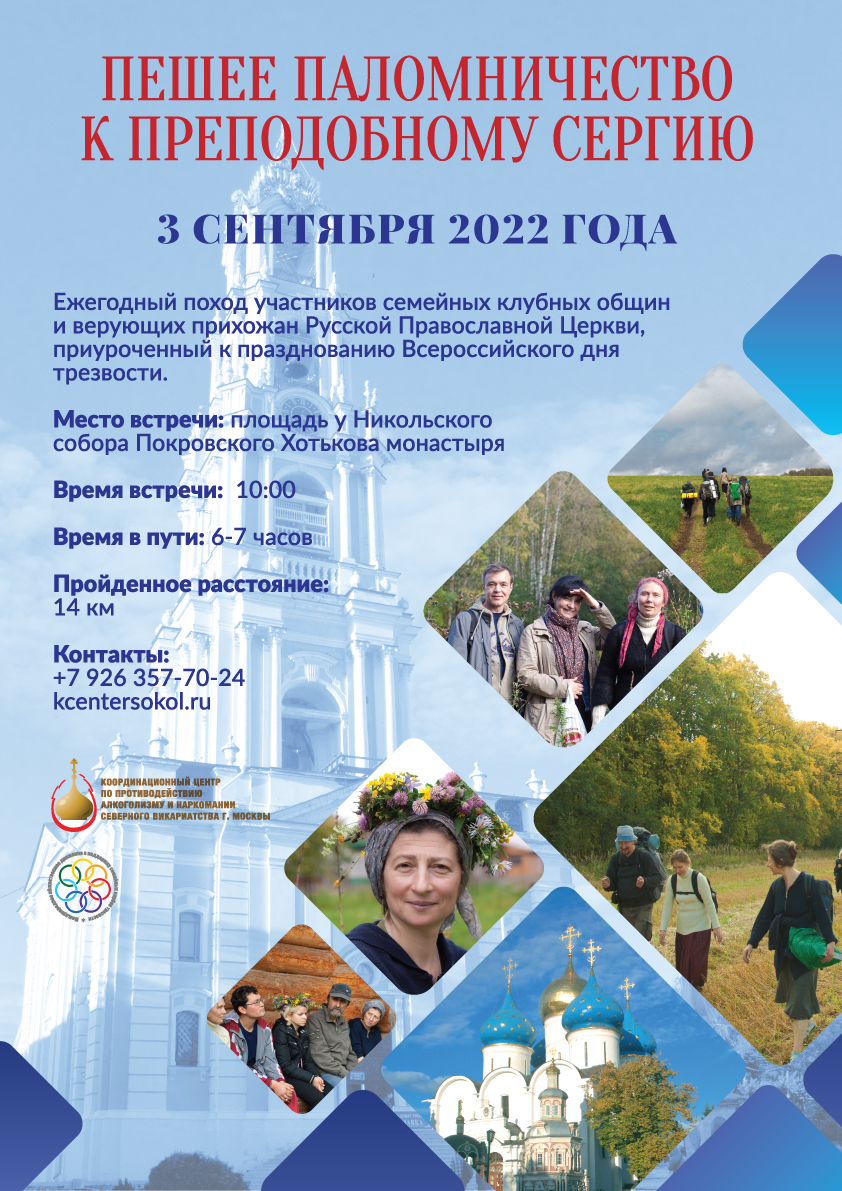 ПЕШЕЕ ПАЛОМНИЧЕСТВО
К ПРЕПОДОБНОМУ СЕРГИЮ
3 СЕНТЯБРЯ 2022 ГОДА
Ежегодный поход участников семейных клубных общин
и верующих прихожан Русской Православной Церкви,
приуроченный к празднованию Всероссийского дня
трезвости.
Место встречи: площадь у Никольского
собора Покровского Хотькова монастыря
Время встречи: 10:00
Время в пути: 6-7 часов
Пройденное расстояние:
14 км
Контакты:
+7 926 357-70-24
kcentersokol.ru
КООРДИНАЦИОННЫЙ ЦЕНТР
ПО ПРОТИВОДЕЙСТВИЮ
АЛКОГОЛИЗМУ И НАРКОМАНИИ
СЕВЕРНОГО ВИКАРИАТСТВА Г. МОСКВЫ